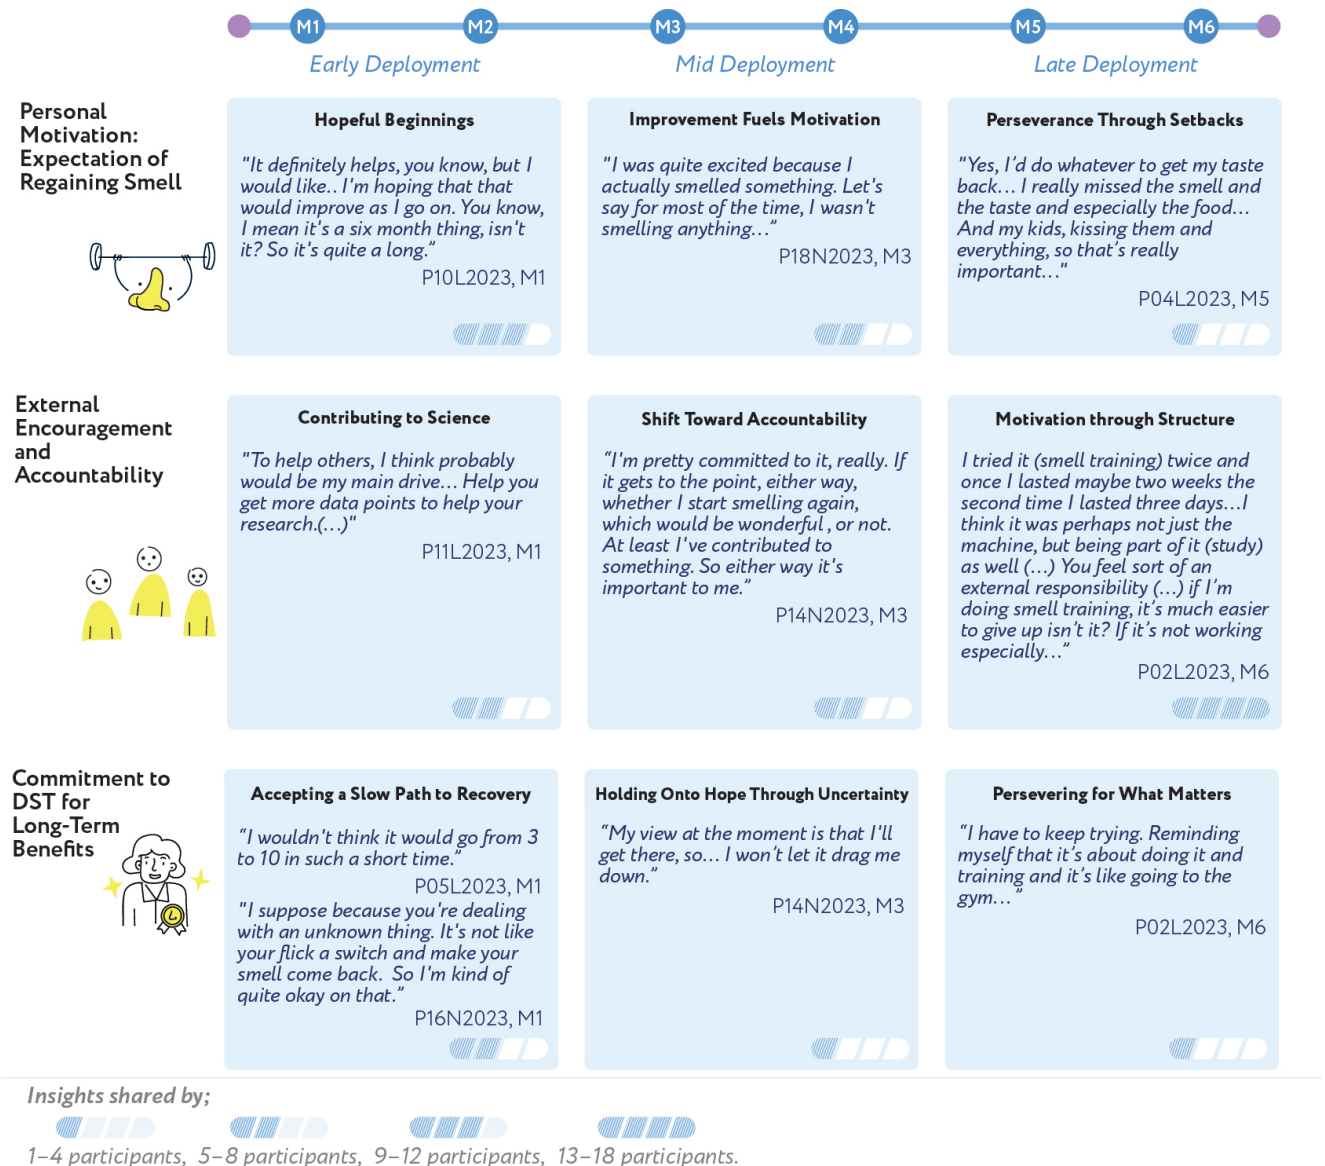 M1 M2 M3 M4 M5 M6
Early Deployment Mid Deployment Late Deployment
Personal
Motivation:
Expectation of
Regaining Smell
Hopeful Beginnings
"It definitely helps, you know, but I
would like.. I'm hoping that that
would improve as I go on. You know,
I mean it's a six month thing, isn't
it? So it's quite a long.”
P10L2023, M1
Improvement Fuels Motivation
"I was quite excited because I
actually smelled something. Let's
say for most of the time, I wasn't
smelling anything...”
P18N2023, M3
Perseverance Through Setbacks
"Yes, I’d do whatever to get my taste
back... I really missed the smell and
the taste and especially the food...
And my kids, kissing them and
everything, so that’s really
important..."
P04L2023, M5
External
Encouragement
and
Accountability
Contributing to Science
"To help others, I think probably
would be my main drive... Help you
get more data points to help your
research.(...)"
P11L2023, M1
Shift Toward Accountability
“I'm pretty committed to it, really. If
it gets to the point, either way,
whether I start smelling again,
which would be wonderful , or not.
At least I've contributed to
something. So either way it's
important to me.”
P14N2023, M3
Motivation through Structure
I tried it (smell training) twice and
once I lasted maybe two weeks the
second time I lasted three days...I
think it was perhaps not just the
machine, but being part of it (study)
as well (...) You feel sort of an
external responsibility (...) if I’m
doing smell training, it’s much easier
to give up isn’t it? If it’s not working
especially...”
P02L2023, M6
Commitment to
DST for
Long-Term
Benefits
Accepting a Slow Path to Recovery
“I wouldn't think it would go from 3
to 10 in such a short time.”
P05L2023, M1
"I suppose because you're dealing
with an unknown thing. It's not like
your flick a switch and make your
smell come back.  So I'm kind of
quite okay on that.”
P16N2023, M1
Holding Onto Hope Through Uncertainty
“My view at the moment is that I'll
get there, so... I won’t let it drag me
down.”
P14N2023, M3
Persevering for What Matters
“I have to keep trying. Reminding
myself that it’s about doing it and
training and it’s like going to the
gym... ”
P02L2023, M6
Insights shared by;
1–4 participants, 5–8 participants, 9–12 participants, 13–18 participants.